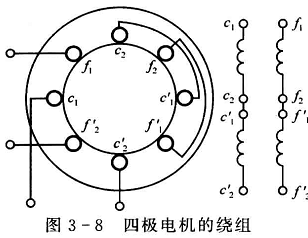 c₂
f₁
f₂
c₁
c'₁
f'₂
f'₁
c'₂
c₁
f₁
c₂
f₂
c'₁
f'₁
c'₂
f'₂
图 3-8 四极电机的绕组